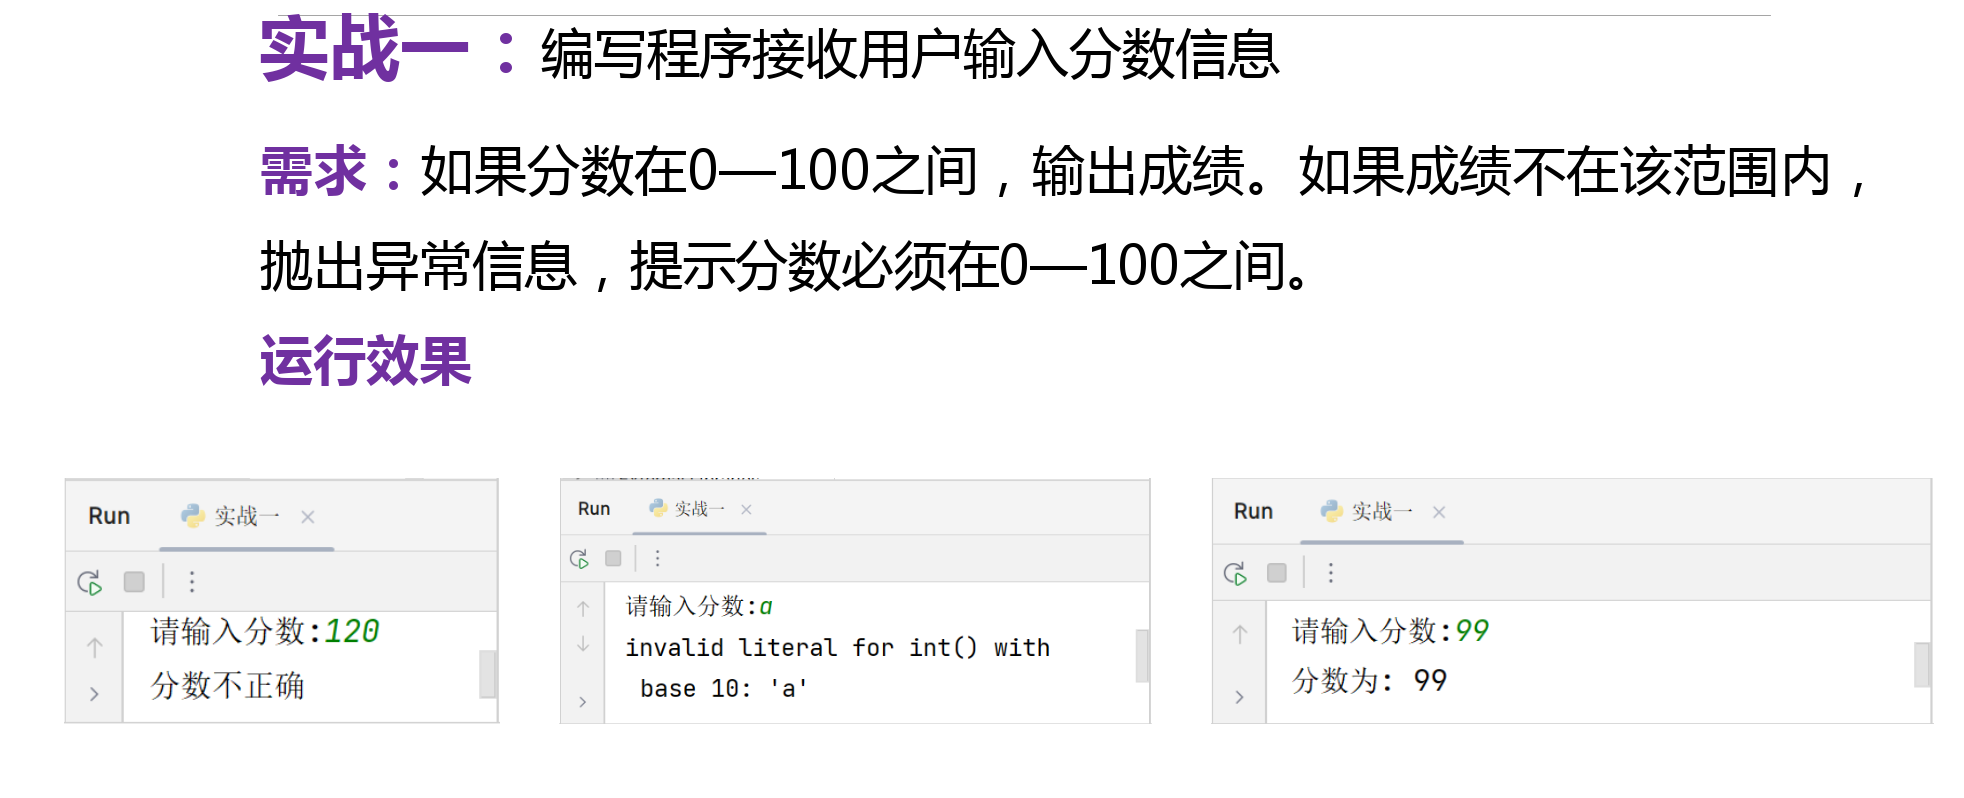 实战一：编写程序接收用户输入分数信息
需求：如果分数在0—100之间，输出成绩。如果成绩不在该范围内，
抛出异常信息，提示分数必须在0—100之间。
运行效果
Run 实战一
请输入分数:120
分数不正确
Run 实战一
请输入分数:a
invalid literal for int() with
base 10: 'a'
Run 实战一
请输入分数:99
分数为: 99